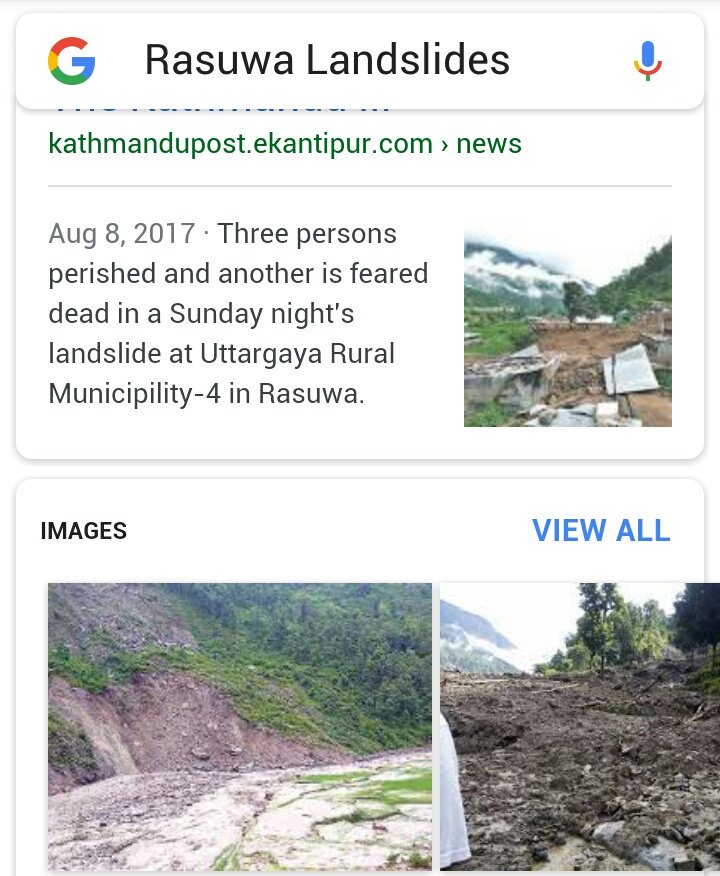 Rasuwa Landslides
kathmandupost.ekantipur.com › news
Aug 8, 2017 · Three persons
perished and another is feared
dead in a Sunday night's
landslide at Uttargaya Rural
Municipility-4 in Rasuwa.
IMAGES
VIEW ALL